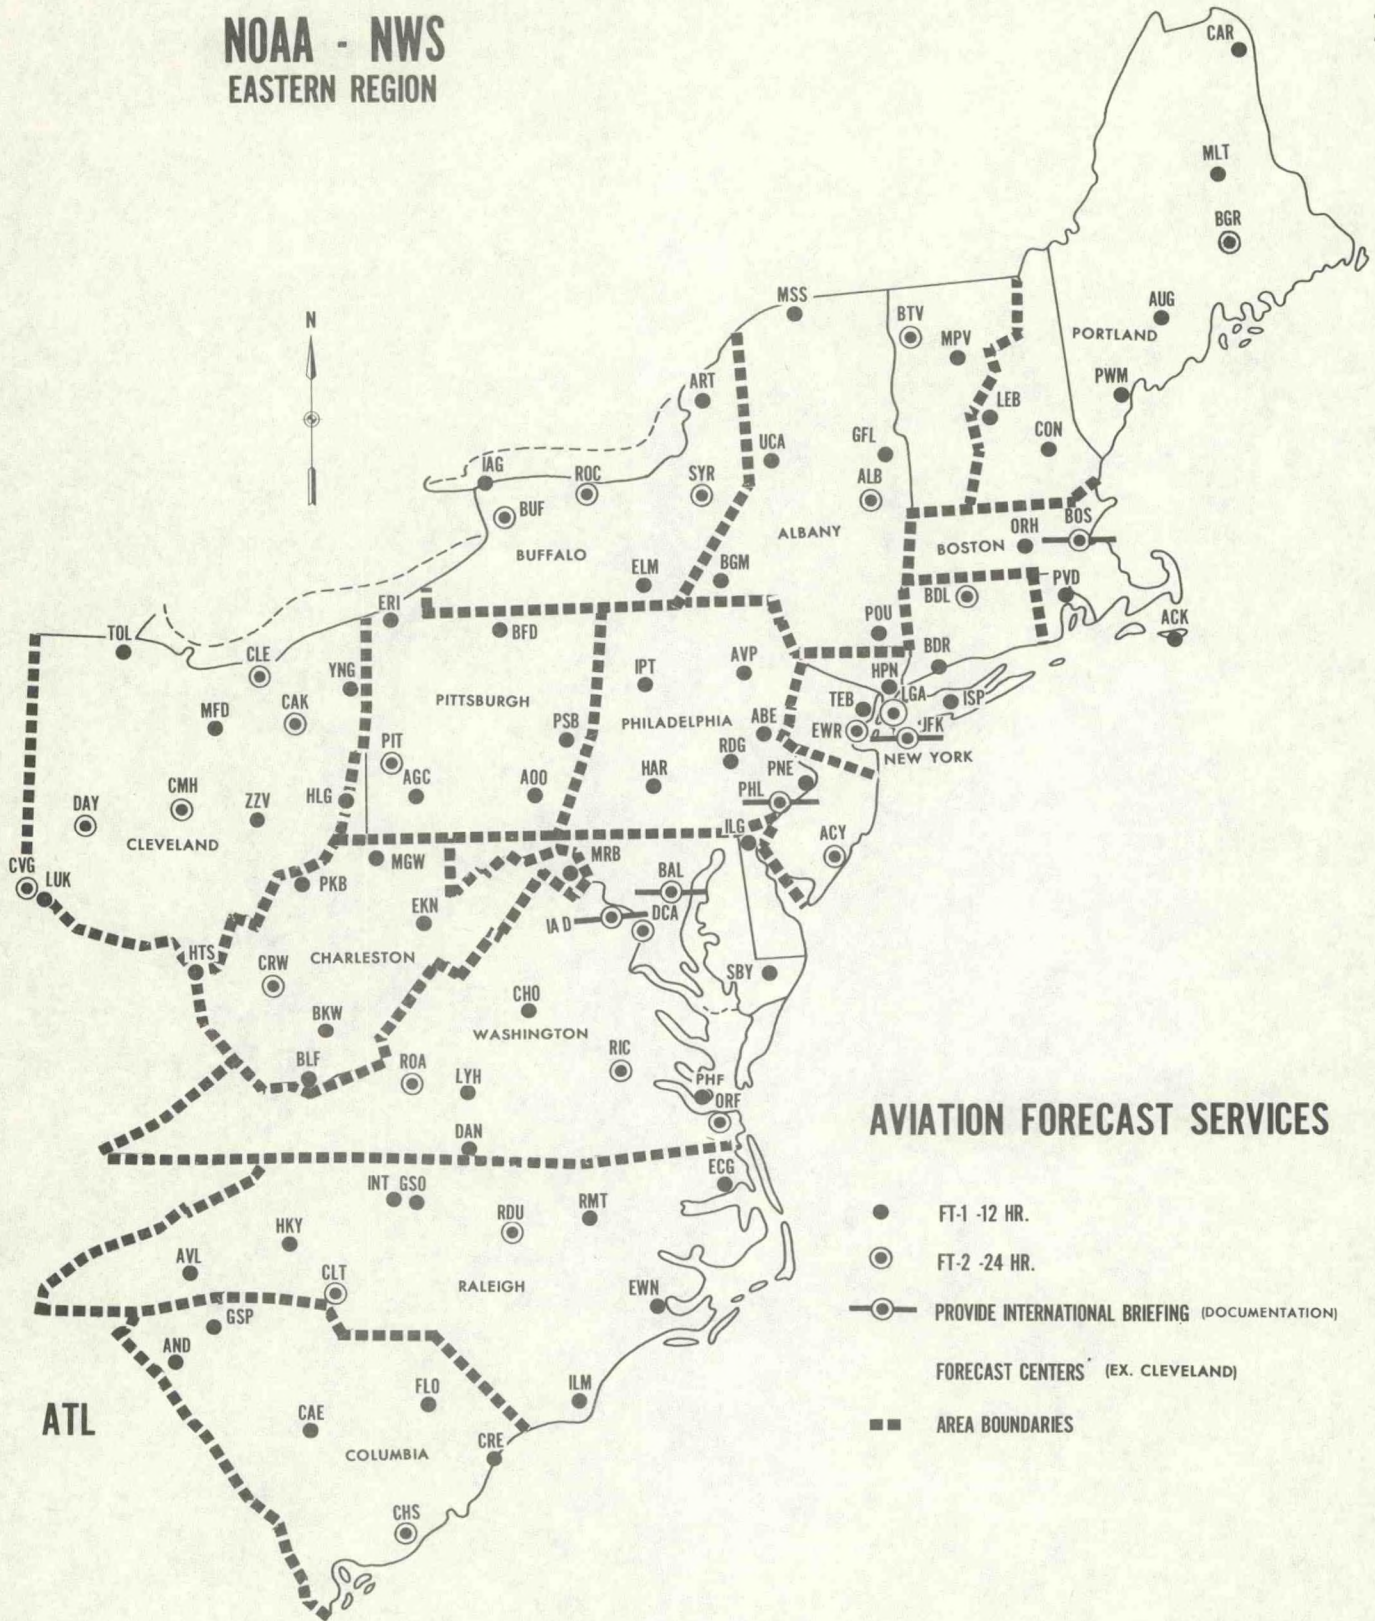 NOAA - NWS
EASTERN REGION
CAR
MLT
BGR
N
MSS
BTV
AUG
PORTLAND
MPV
PWM
ART
LEB
UCA
GFL
CON
IAG
ROC
SYR
ALB
BUF
ORH
BOS
ALBANY
BOSTON
BUFFALO
ELM
BGM
BDL
PVD
ERI
BFD
POU
ACK
TOL
CLE
YNG
IPT
AVP
BDR
HPN
CAK
PITTSBURGH
TEB
LGA
ISP
MFD
PSB
PHILADELPHIA
ABE
EWR
JFK
PIT
RDG
NEW YORK
AGC
AOO
HAR
PNE
CMH
PHL
DAY
ZZV
HLG
ILG
ACY
CLEVELAND
MGW
MRB
CVG
LUK
PKB
BAL
EKN
IAD
DCA
HTS
CRW
CHARLESTON
SBY
CHO
BKW
WASHINGTON
BLF
ROA
LYH
RIC
PHF
ORF
AVIATION FORECAST SERVICES
DAN
ECG
INT GSO
RDU
RMT
FT-1 -12 HR.
HKY
AVL
FT-2 -24 HR.
CLT
RALEIGH
EWN
GSP
PROVIDE INTERNATIONAL BRIEFING (DOCUMENTATION)
AND
FORECAST CENTERS (EX. CLEVELAND)
FLO
ILM
ATL
CAE
AREA BOUNDARIES
CRE
COLUMBIA
CHS